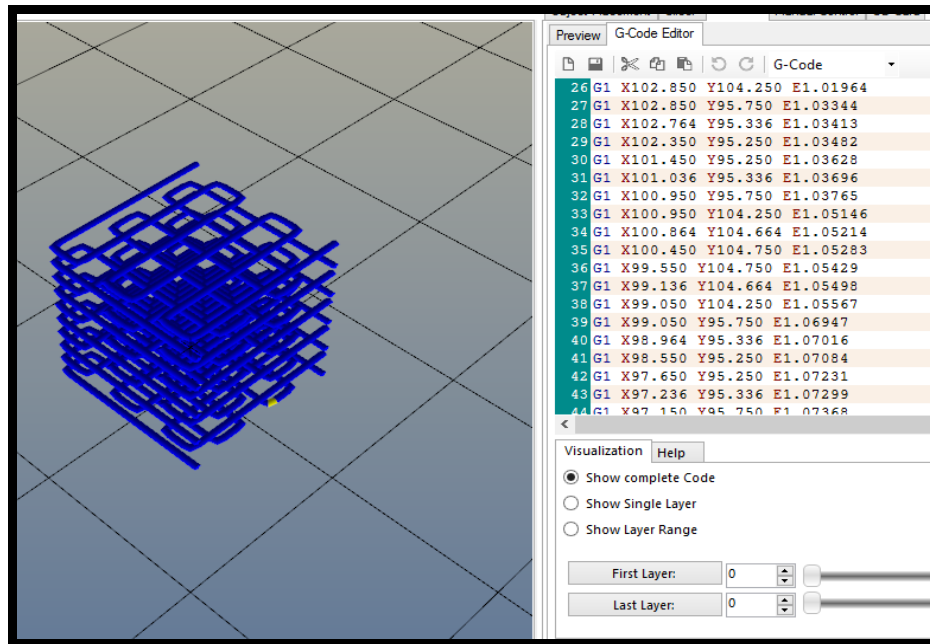 Preview G-Code Editor
G-Code
26 G1 X102.850 Y104.250 E1.01964
27 G1 X102.850 Y95.750 E1.03344
28 G1 X102.764 Y95.336 E1.03413
29 G1 X102.350 Y95.250 E1.03482
30 G1 X101.450 Y95.250 E1.03628
31 G1 X101.036 Y95.336 E1.03696
32 G1 X100.950 Y95.750 E1.03765
33 G1 X100.950 Y104.250 E1.05146
34 G1 X100.864 Y104.664 E1.05214
35 G1 X100.450 Y104.750 E1.05283
36 G1 X99.550 Y104.750 E1.05429
37 G1 X99.136 Y104.664 E1.05498
38 G1 X99.050 Y104.250 E1.05567
39 G1 X99.050 Y95.750 E1.06947
40 G1 X98.964 Y95.336 E1.07016
41 G1 X98.550 Y95.250 E1.07084
42 G1 X97.650 Y95.250 E1.07231
43 G1 X97.236 Y95.336 E1.07299
44 G1 X97.150 Y95.750 E1.07368
Visualization Help
Show complete Code
Show Single Layer
Show Layer Range
First Layer: 0
Last Layer: 0